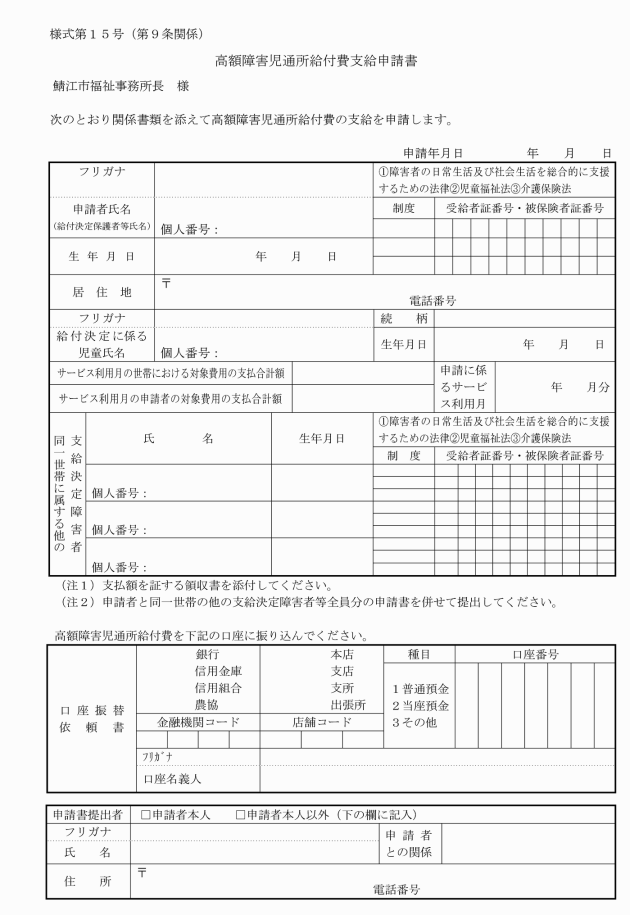 様式第１５号（第９条関係）
高額障害児通所給付費支給申請書
鯖江市福祉事務所長　様
次のとおり関係書類を添えて高額障害児通所給付費の支給を申請します。
申請年月日　　　　　年　　月　　日
フリガナ
①障害者の日常生活及び社会生活を総合的に支援
するための法律②児童福祉法③介護保険法
申請者氏名
（給付決定保護者等氏名）
個人番号：
制度
受給者証番号・被保険者証番号
生 年 月 日
年　　月　　日
居 住 地
〒
電話番号
フリガナ
続　柄
給付決定に係る
児童氏名
個人番号：
生年月日
年　　月　　日
サービス利用月の世帯における対象費用の支払合計額
サービス利用月の申請者の対象費用の支払合計額
申請に係
るサービ
ス利用月
年　　月分
同一世帯に属する他の
支給決定障害者
氏　　　名
生年月日
①障害者の日常生活及び社会生活を総合的に支援
するための法律②児童福祉法③介護保険法
制　度
受給者証番号・被保険者証番号
個人番号：
個人番号：
個人番号：
（注１）支払額を証する領収書を添付してください。
（注２）申請者と同一世帯の他の支給決定障害者等全員分の申請書を併せて提出してください。
高額障害児通所給付費を下記の口座に振り込んでください。
口 座 振 替
依　頼　書
銀行
信用金庫
信用組合
農協
本店
支店
支所
出張所
種目
口座番号
１普通預金
２当座預金
３その他
金融機関コード
店舗コード
ﾌﾘｶﾞﾅ
口座名義人
申請書提出者
□申請者本人　　□申請者本人以外（下の欄に記入）
フリガナ
氏　　名
申 請 者
との関係
住　　所
〒
電話番号